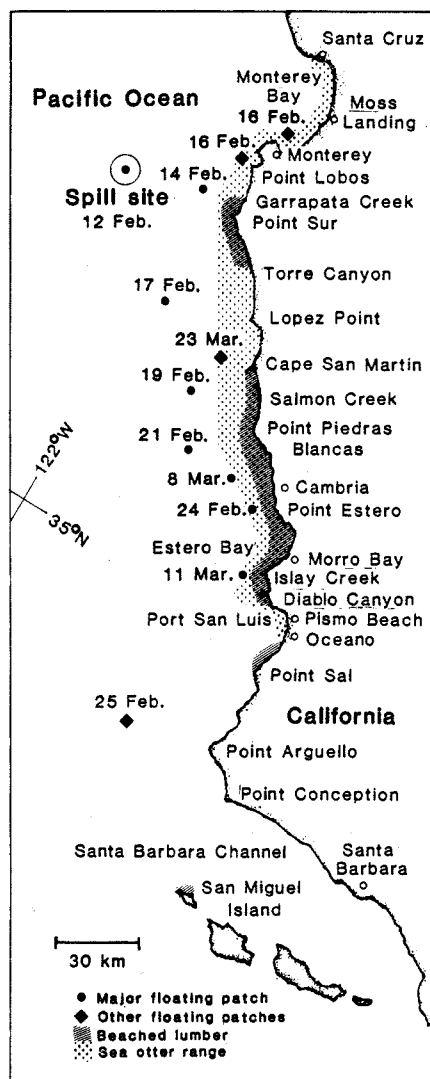 Santa Cruz
Monterey
Bay
Pacific Ocean
16 Feb.
Moss
Landing
16 Feb.
Monterey
14 Feb.
Point Lobos
Spill site
12 Feb.
Garrapata Creek
Point Sur
Torre Canyon
17 Feb.
Lopez Point
23 Mar.
Cape San Martin
19 Feb.
Salmon Creek
21 Feb.
Point Piedras
Blancas
122°W
35°N
8 Mar.
Cambria
24 Feb.
Point Estero
Estero Bay
Morro Bay
11 Mar.
Islay Creek
Diablo Canyon
Port San Luis
Pismo Beach
Oceano
Point Sal
25 Feb.
California
Point Arguello
Point Conception
Santa Barbara Channel
Santa
Barbara
San Miguel
Island
30 km
Major floating patch
Other floating patches
Beached lumber
Sea otter range